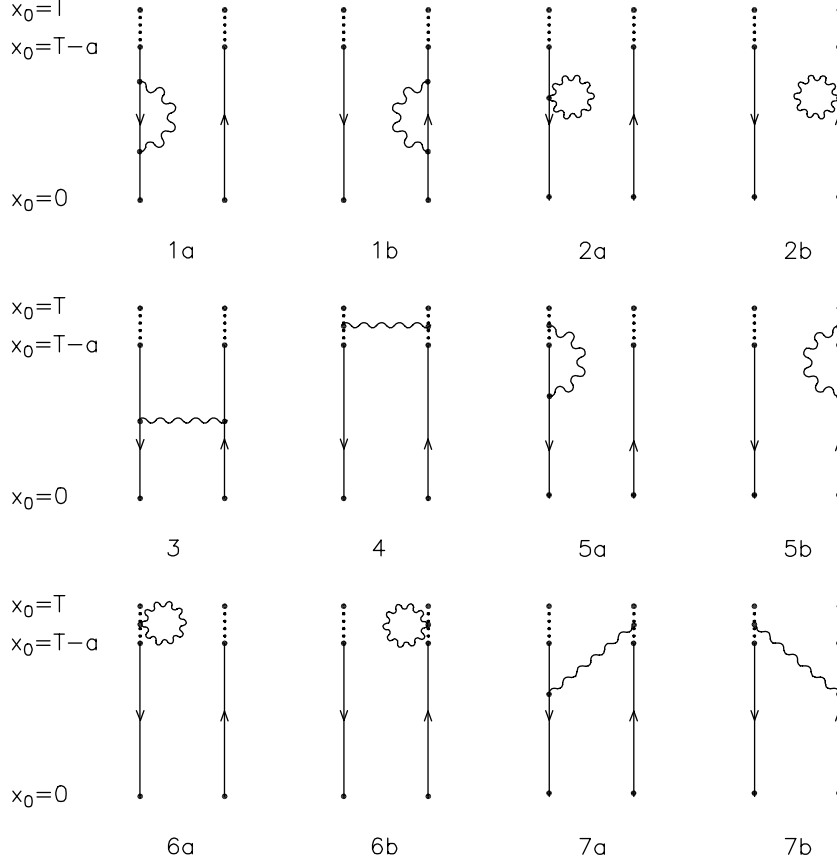 x₀=T
x₀=T−a
x₀=0
1a 1b 2a 2b
x₀=T
x₀=T−a
x₀=0
3 4 5a 5b
x₀=T
x₀=T−a
x₀=0
6a 6b 7a 7b